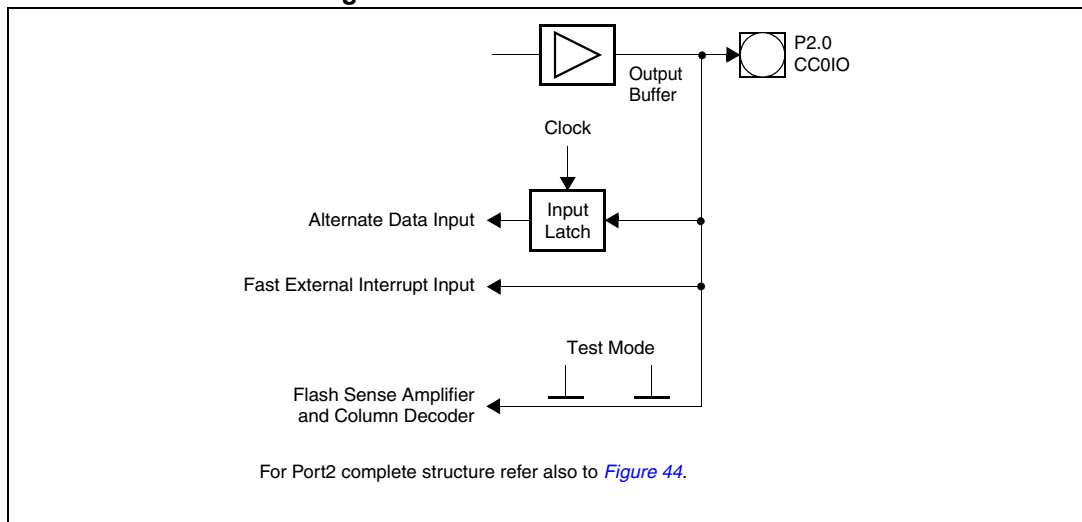 P2.0
CC0IO
Output
Buffer
Clock
Input
Latch
Alternate Data Input
Fast External Interrupt Input
Test Mode
Flash Sense Amplifier
and Column Decoder
For Port2 complete structure refer also to Figure 44.